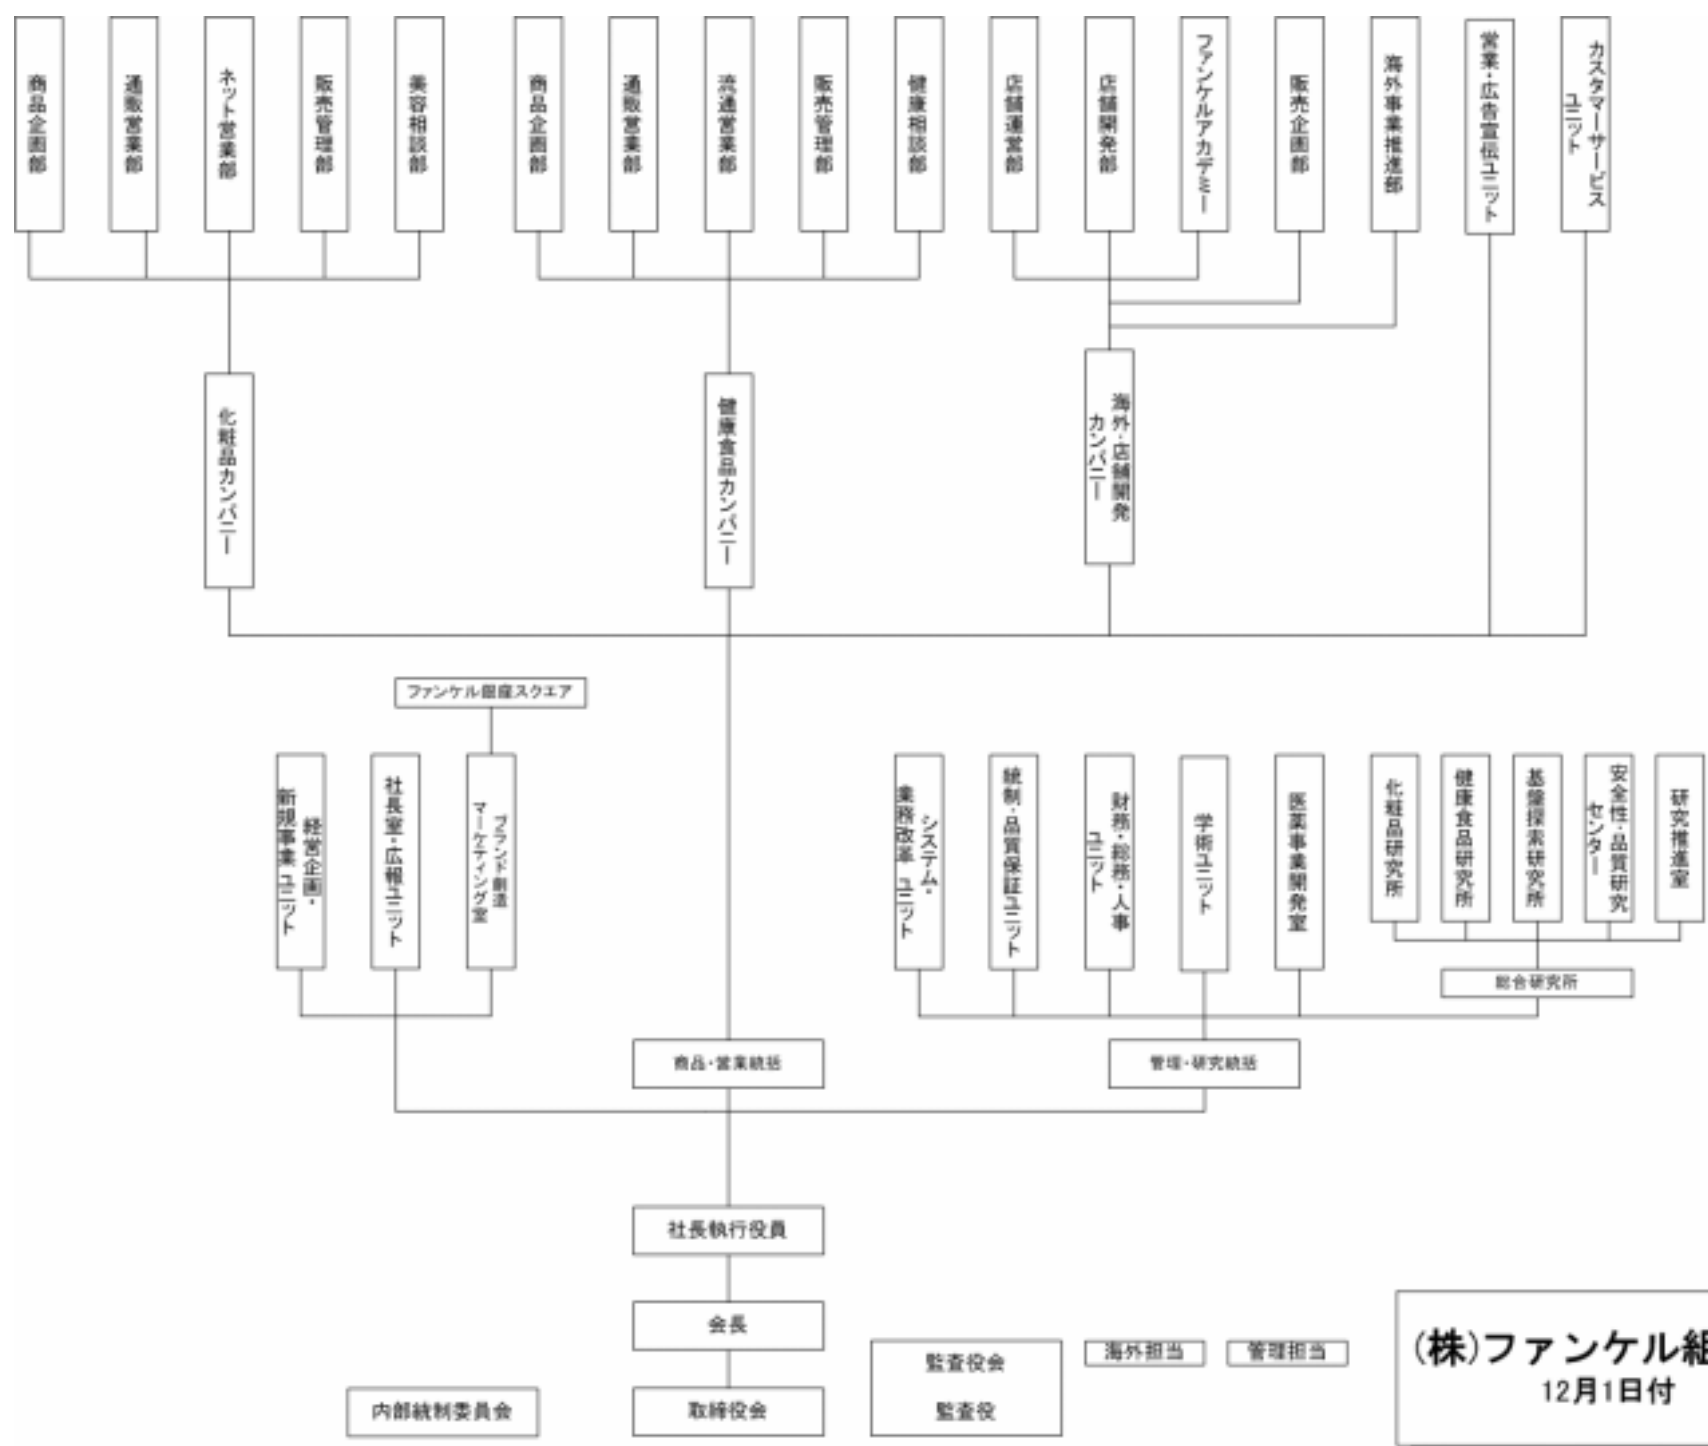 商品企画部
通販営業部
ネット営業部
販売管理部
美容相談部
商品企画部
通販営業部
流通営業部
販売管理部
健康相談部
店舗運営部
店舗開発部
ファンケルアカデミー
販売企画部
海外事業推進部
営業・広告宣伝ユニット
カスタマーサービス
ユニット
化粧品カンパニー
健康食品カンパニー
海外・店舗開発
カンパニー
ファンケル銀座スクエア
経営企画・
新規事業 ユニット
社長室・広報ユニット
ブランド創造
マーケティング室
システム・
業務改革 ユニット
統制・品質保証ユニット
財務・総務・人事
ユニット
学術ユニット
医薬事業開発室
化粧品研究所
健康食品研究所
基盤探索研究所
安全性・品質研究
センター
研究推進室
総合研究所
商品・営業統括
管理・研究統括
社長執行役員
会長
監査役会
監査役
海外担当
管理担当
内部統制委員会
取締役会
(株)ファンケル組
12月1日付